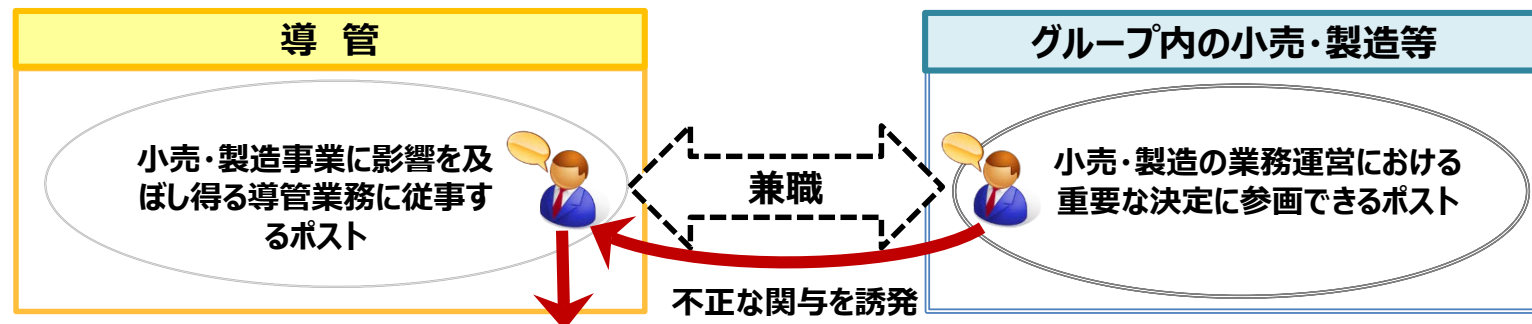 導 管
グループ内の小売・製造等
小売・製造事業に影響を及
ぼし得る導管業務に従事す
るポスト
兼職
小売・製造の業務運営における
重要な決定に参画できるポスト
不正な関与を誘発